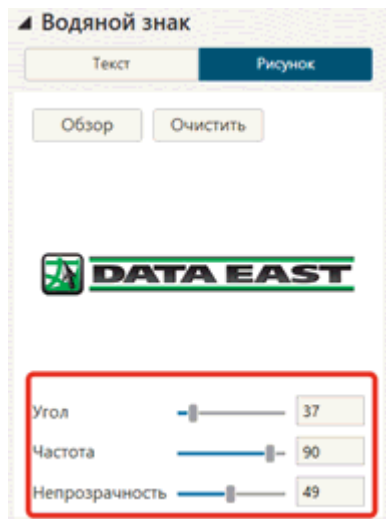 Водяной знак
Текст Рисунок
Обзор Очистить
DATA EAST
Угол 37
Частота 90
Непрозрачность 49